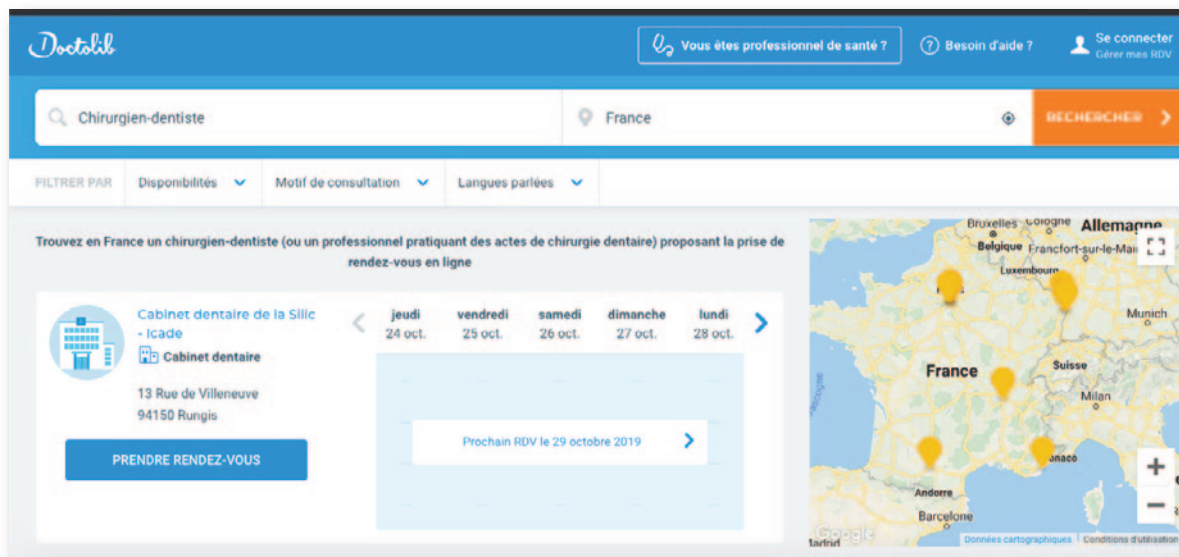 Doctolib
Vous êtes professionnel de santé ?
Besoin d'aide ?
Se connecter
Gérer mes RDV
Chirurgien-dentiste
France
RECHERCHER
FILTRER PAR
Disponibilités
Motif de consultation
Langues parlées
Trouvez en France un chirurgien-dentiste (ou un professionnel pratiquant des actes de chirurgie dentaire) proposant la prise de
rendez-vous en ligne
Cabinet dentaire de la Silic
- Icade
Cabinet dentaire
13 Rue de Villeneuve
94150 Rungis
PRENDRE RENDEZ-VOUS
jeudi vendredi samedi dimanche lundi
24 oct. 25 oct. 26 oct. 27 oct. 28 oct.
Prochain RDV le 29 octobre 2019
Bruxelles Cologne Allemagne
Belgique
Luxembourg
Munich
France
Suisse
Milan
Andorre
Barcelone
Google
Madrid
Données cartographiques
Conditions d'utilisation